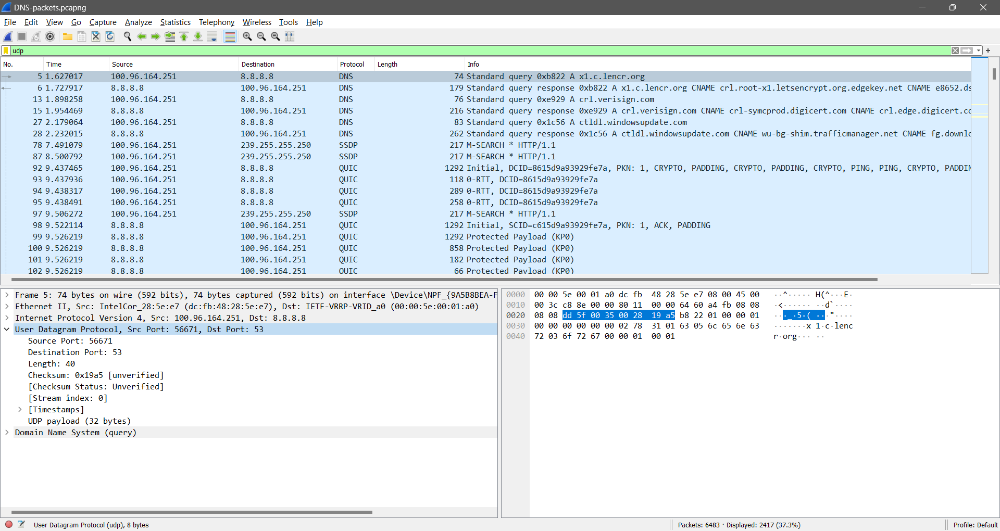 DNS-packets.pcapng
File Edit View Go Capture Analyze Statistics Telephony Wireless Tools Help
udp
No. Time Source Destination Protocol Length Info
5 1.627017 100.96.164.251 8.8.8.8 DNS 74 Standard query 0xb822 A x1.c.lencr.org
6 1.727917 8.8.8.8 100.96.164.251 DNS 179 Standard query response 0xb822 A x1.c.lencr.org CNAME crl.root-x1.letsencrypt.org.edgekey.net CNAME e8652.ds
13 1.898258 100.96.164.251 8.8.8.8 DNS 76 Standard query 0xe929 A crl.verisign.com
15 1.954469 8.8.8.8 100.96.164.251 DNS 216 Standard query response 0xe929 A crl.verisign.com CNAME crl-symcprod.digicert.com CNAME crl.edge.digicert.co
27 2.179064 100.96.164.251 8.8.8.8 DNS 83 Standard query 0x1c56 A ctldl.windowsupdate.com
28 2.232015 8.8.8.8 100.96.164.251 DNS 262 Standard query response 0x1c56 A ctldl.windowsupdate.com CNAME wu-bg-shim.trafficmanager.net CNAME fg.downlo
78 7.491079 100.96.164.251 239.255.255.250 SSDP 217 M-SEARCH * HTTP/1.1
87 8.500792 100.96.164.251 239.255.255.250 SSDP 217 M-SEARCH * HTTP/1.1
92 9.437465 100.96.164.251 8.8.8.8 QUIC 1292 Initial, DCID=8615d9a93929fe7a, PKN: 1, CRYPTO, PADDING, CRYPTO, PADDING, CRYPTO, PING, PING, CRYPTO, PADDIN
93 9.437936 100.96.164.251 8.8.8.8 QUIC 118 0-RTT, DCID=8615d9a93929fe7a
94 9.438317 100.96.164.251 8.8.8.8 QUIC 289 0-RTT, DCID=8615d9a93929fe7a
95 9.438491 100.96.164.251 8.8.8.8 QUIC 258 0-RTT, DCID=8615d9a93929fe7a
97 9.506272 100.96.164.251 239.255.255.250 SSDP 217 M-SEARCH * HTTP/1.1
98 9.522114 8.8.8.8 100.96.164.251 QUIC 1292 Initial, SCID=c615d9a93929fe7a, PKN: 1, ACK, PADDING
99 9.526219 8.8.8.8 100.96.164.251 QUIC 1292 Protected Payload (KP0)
100 9.526219 8.8.8.8 100.96.164.251 QUIC 858 Protected Payload (KP0)
101 9.526219 8.8.8.8 100.96.164.251 QUIC 182 Protected Payload (KP0)
102 9.526219 8.8.8.8 100.96.164.251 QUIC 66 Protected Payload (KP0)
Frame 5: 74 bytes on wire (592 bits), 74 bytes captured (592 bits) on interface \Device\NPF_{9A5B8BEA-F
Ethernet II, Src: IntelCor_28:5e:e7 (dc:fb:48:28:5e:e7), Dst: IETF-VRRP-VRID_a0 (00:00:5e:00:01:a0)
Internet Protocol Version 4, Src: 100.96.164.251, Dst: 8.8.8.8
User Datagram Protocol, Src Port: 56671, Dst Port: 53
Source Port: 56671
Destination Port: 53
Length: 40
Checksum: 0x19a5 [unverified]
[Checksum Status: Unverified]
[Stream index: 0]
[Timestamps]
UDP payload (32 bytes)
Domain Name System (query)
0000 00 00 5e 00 01 a0 dc fb 48 28 5e e7 08 00 45 00 ··^····· H(^···E·
0010 00 3c c8 8e 00 00 80 11 00 00 64 60 a4 fb 08 08 ·<······ ··d`····
0020 08 08 dd 5f 00 35 00 28 19 a5 b8 22 01 00 00 01 ···_·5·( ···"····
0030 00 00 00 00 00 00 02 78 31 01 63 05 6c 65 6e 63 ·······x 1·c·lenc
0040 72 03 6f 72 67 00 00 01 00 01 r·org··· ··
User Datagram Protocol (udp), 8 bytes
Packets: 6483 · Displayed: 2417 (37.3%)
Profile: Default